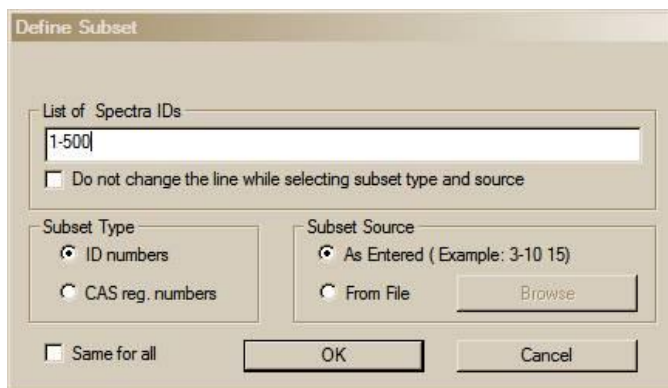 Define Subset
List of Spectra IDs
1-500
Do not change the line while selecting subset type and source
Subset Type
ID numbers
CAS reg. numbers
Subset Source
As Entered ( Example: 3-10 15)
From File
Browse
Same for all
OK
Cancel